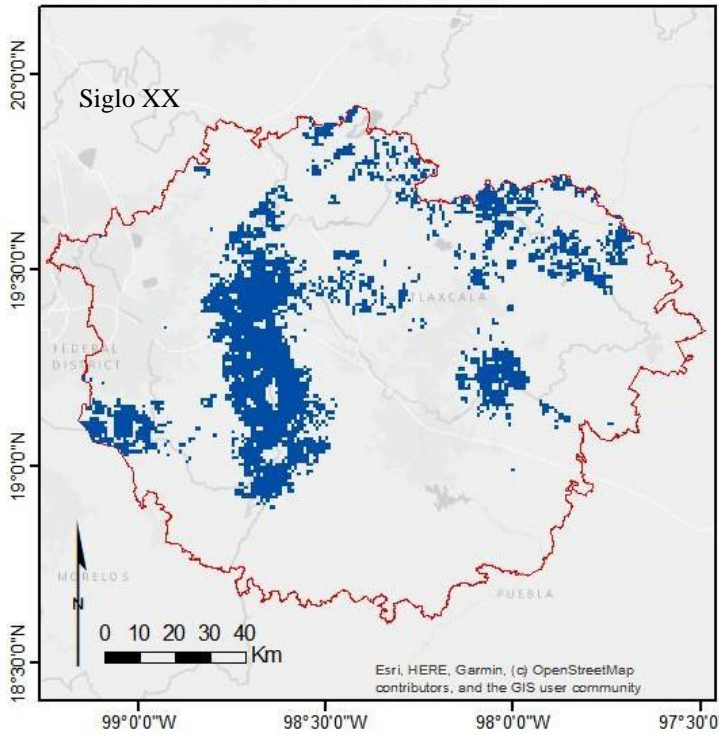 Siglo XX
20°0'0"N
19°30'0"N
19°0'0"N
18°30'0"N
TLAXCALA
FEDERAL
DISTRICT
MORELOS
PUEBLA
N
0 10 20 30 40
Km
Esri, HERE, Garmin, (c) OpenStreetMap
contributors, and the GIS user community
99°0'0"W 98°30'0"W 98°0'0"W 97°30'0"W